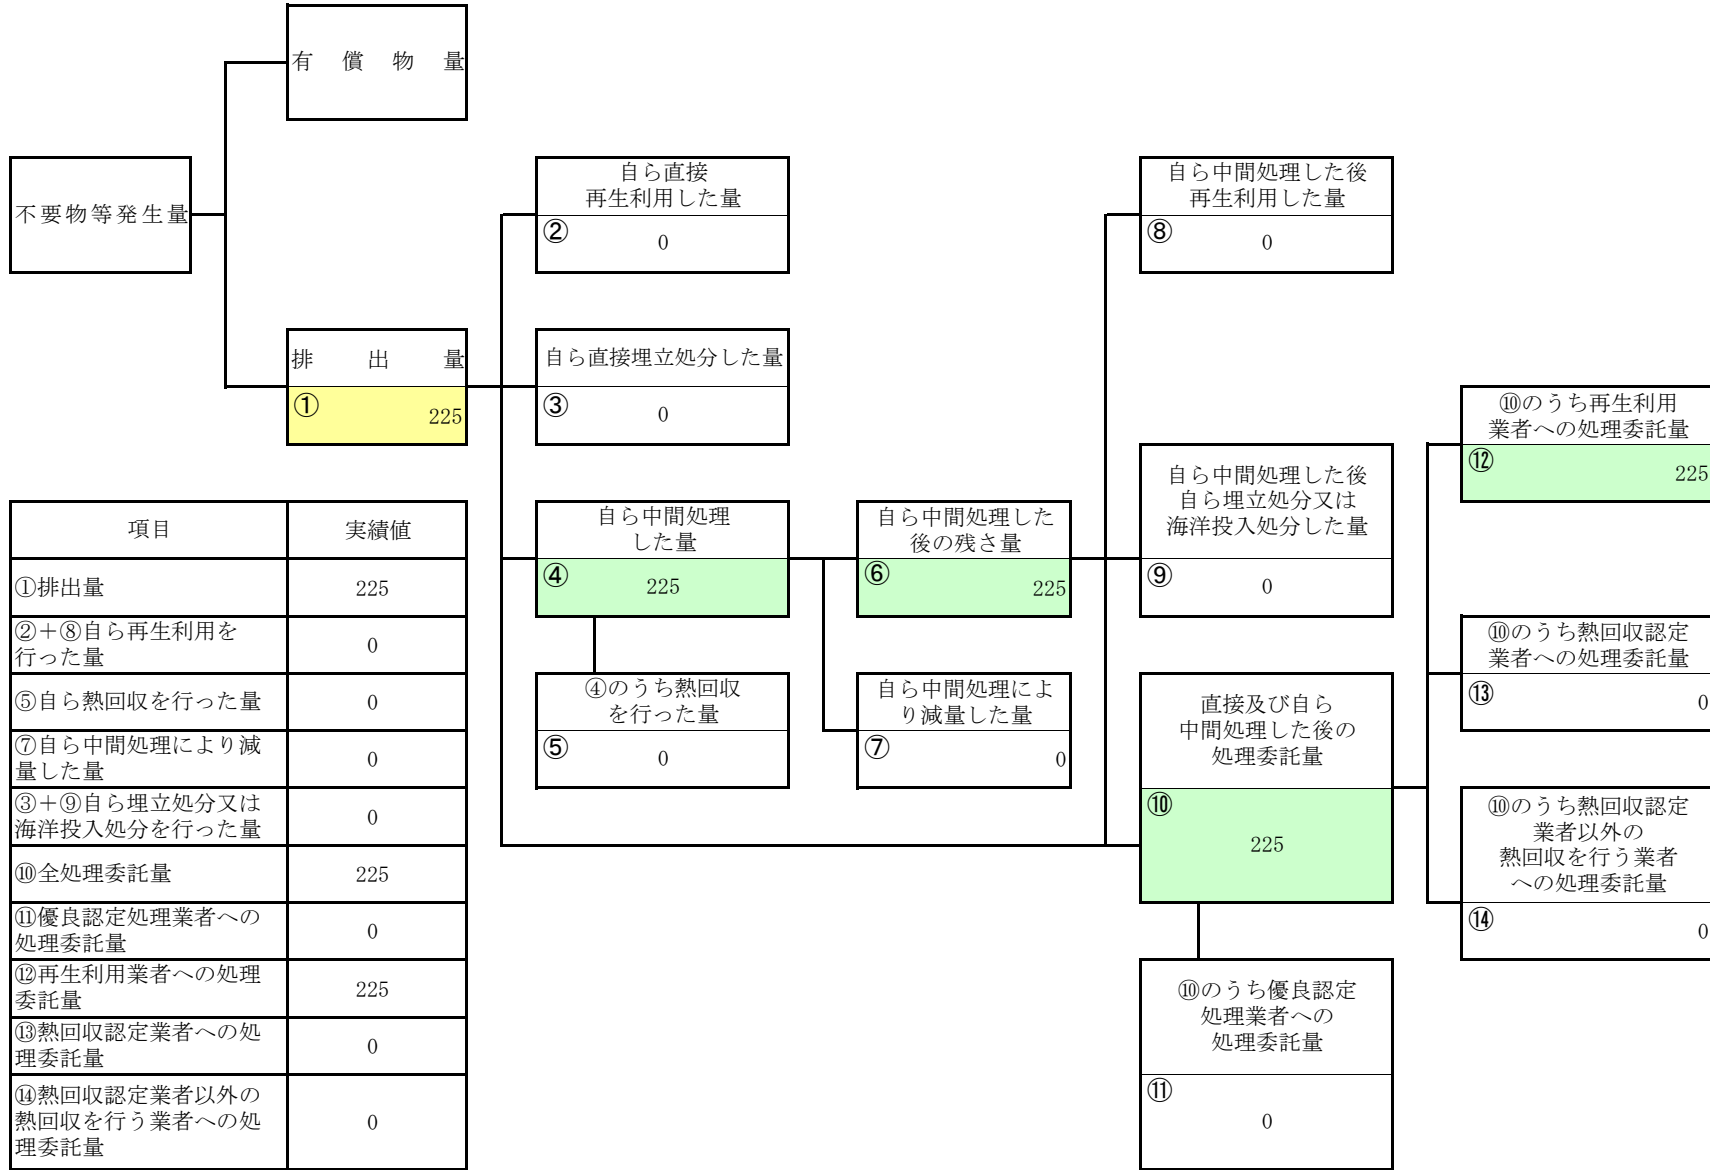 有償物量
不要物等発生量
排出量
①
225
自ら直接
再生利用した量
②
0
自ら直接埋立処分した量
③
0
自ら中間処理
した量
④
225
④のうち熱回収
を行った量
⑤
0
自ら中間処理した
後の残さ量
⑥
225
自ら中間処理によ
り減量した量
⑦
0
自ら中間処理した後
再生利用した量
⑧
0
自ら中間処理した後
自ら埋立処分又は
海洋投入処分した量
⑨
0
直接及び自ら
中間処理した後の
処理委託量
⑩
225
⑩のうち優良認定
処理業者への
処理委託量
⑪
0
⑩のうち再生利用
業者への処理委託量
⑫
225
⑩のうち熱回収認定
業者への処理委託量
⑬
0
⑩のうち熱回収認定
業者以外の
熱回収を行う業者
への処理委託量
⑭
0
項目 実績値
①排出量 225
②＋⑧自ら再生利用を
行った量 0
⑤自ら熱回収を行った量 0
⑦自ら中間処理により減
量した量 0
③＋⑨自ら埋立処分又は
海洋投入処分を行った量 0
⑩全処理委託量 225
⑪優良認定処理業者への
処理委託量 0
⑫再生利用業者への処理
委託量 225
⑬熱回収認定業者への処
理委託量 0
⑭熱回収認定業者以外の
熱回収を行う業者への処
理委託量 0